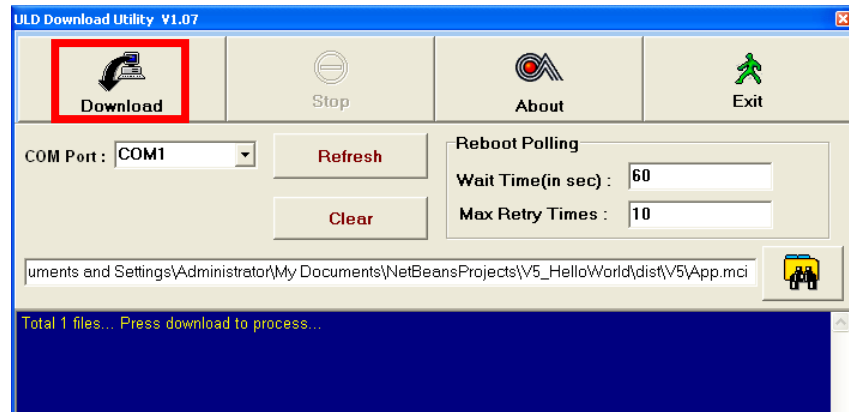 ULD Download Utility V1.07
Download
Stop
About
Exit
COM Port : COM1
Refresh
Clear
Reboot Polling
Wait Time(in sec) : 60
Max Retry Times : 10
uments and Settings\Administrator\My Documents\NetBeansProjects\V5_HelloWorld\dist\V5\App.mci
Total 1 files... Press download to process...